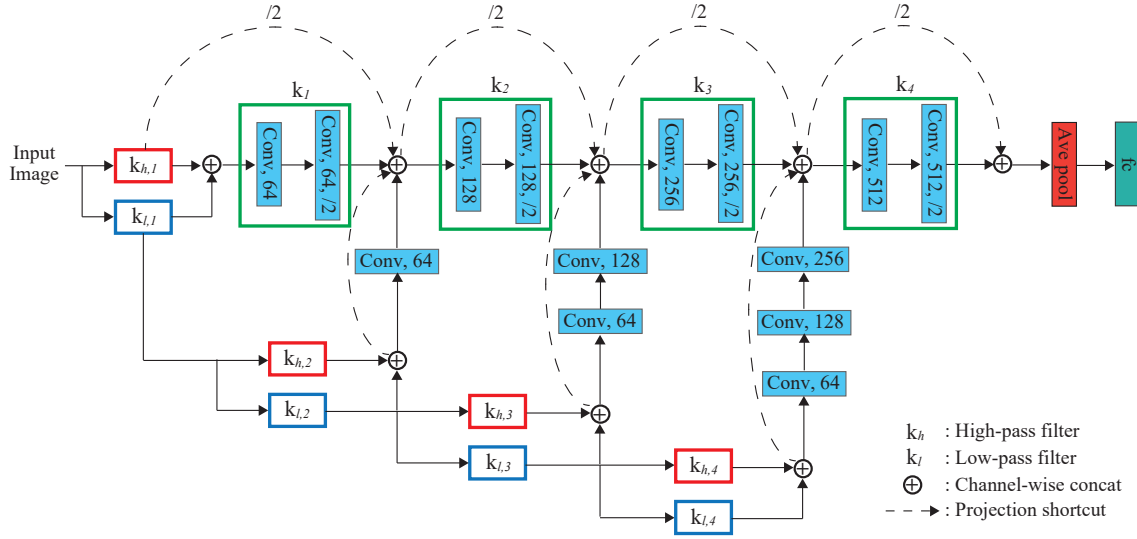 /2
/2
/2
/2
k1
k2
k3
k4
Input
Image
kh,1
kl,1
Conv, 64
Conv, 64, /2
Conv, 128
Conv, 128, /2
Conv, 256
Conv, 256, /2
Conv, 512
Conv, 512, /2
Ave pool
fc
Conv, 64
Conv, 128
Conv, 256
Conv, 64
Conv, 128
Conv, 64
kh,2
kl,2
kh,3
kl,3
kh,4
kl,4
kh : High-pass filter
kl : Low-pass filter
⊕ : Channel-wise concat
: Projection shortcut